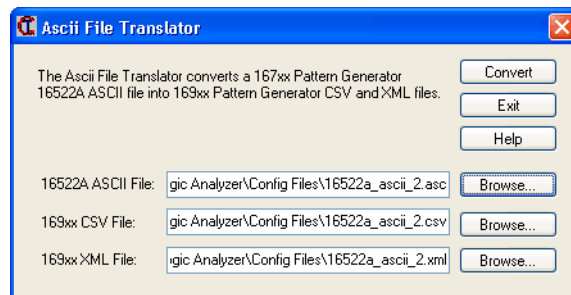 Ascii File Translator
The Ascii File Translator converts a 167xx Pattern Generator
16522A ASCII file into 169xx Pattern Generator CSV and XML files.
Convert
Exit
Help
16522A ASCII File: gic Analyzer\Config Files\16522a_ascii_2.asc Browse...
169xx CSV File: gic Analyzer\Config Files\16522a_ascii_2.csv Browse...
169xx XML File: gic Analyzer\Config Files\16522a_ascii_2.xml Browse...